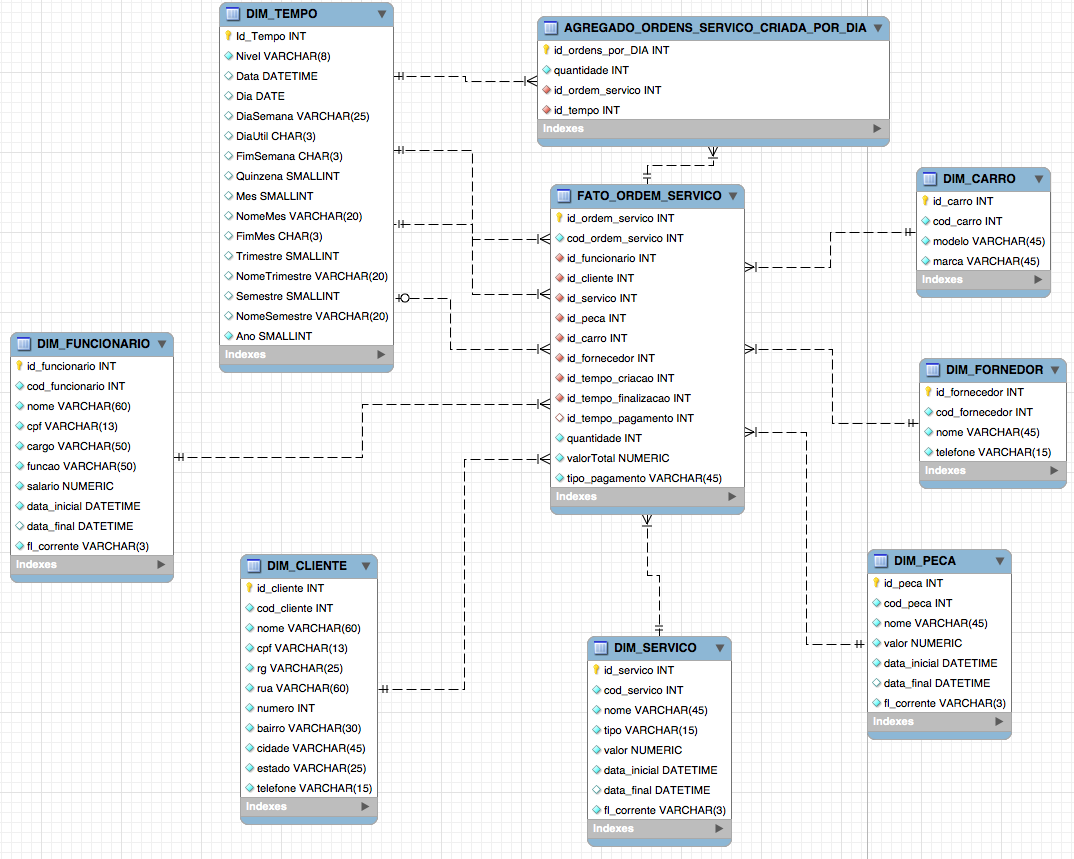 DIM_TEMPO
Id_Tempo INT
Nivel VARCHAR(8)
Data DATETIME
Dia DATE
DiaSemana VARCHAR(25)
DiaUtil CHAR(3)
FimSemana CHAR(3)
Quinzena SMALLINT
Mes SMALLINT
NomeMes VARCHAR(20)
FimMes CHAR(3)
Trimestre SMALLINT
NomeTrimestre VARCHAR(20)
Semestre SMALLINT
NomeSemestre VARCHAR(20)
Ano SMALLINT
Indexes
AGREGADO_ORDENS_SERVICO_CRIADA_POR_DIA
id_ordens_por_DIA INT
quantidade INT
id_ordem_servico INT
id_tempo INT
Indexes
FATO_ORDEM_SERVICO
id_ordem_servico INT
cod_ordem_servico INT
id_funcionario INT
id_cliente INT
id_servico INT
id_peca INT
id_carro INT
id_fornecedor INT
id_tempo_criacao INT
id_tempo_finalizacao INT
id_tempo_pagamento INT
quantidade INT
valorTotal NUMERIC
tipo_pagamento VARCHAR(45)
Indexes
DIM_CARRO
id_carro INT
cod_carro INT
modelo VARCHAR(45)
marca VARCHAR(45)
Indexes
DIM_FUNCIONARIO
id_funcionario INT
cod_funcionario INT
nome VARCHAR(60)
cpf VARCHAR(13)
cargo VARCHAR(50)
funcao VARCHAR(50)
salario NUMERIC
data_inicial DATETIME
data_final DATETIME
fl_corrente VARCHAR(3)
Indexes
DIM_FORNEDOR
id_fornecedor INT
cod_fornecedor INT
nome VARCHAR(45)
telefone VARCHAR(15)
Indexes
DIM_CLIENTE
id_cliente INT
cod_cliente INT
nome VARCHAR(60)
cpf VARCHAR(13)
rg VARCHAR(25)
rua VARCHAR(60)
numero INT
bairro VARCHAR(30)
cidade VARCHAR(45)
estado VARCHAR(25)
telefone VARCHAR(15)
Indexes
DIM_PECA
id_peca INT
cod_peca INT
nome VARCHAR(45)
valor NUMERIC
data_inicial DATETIME
data_final DATETIME
fl_corrente VARCHAR(3)
Indexes
DIM_SERVICO
id_servico INT
cod_servico INT
nome VARCHAR(45)
tipo VARCHAR(15)
valor NUMERIC
data_inicial DATETIME
data_final DATETIME
fl_corrente VARCHAR(3)
Indexes